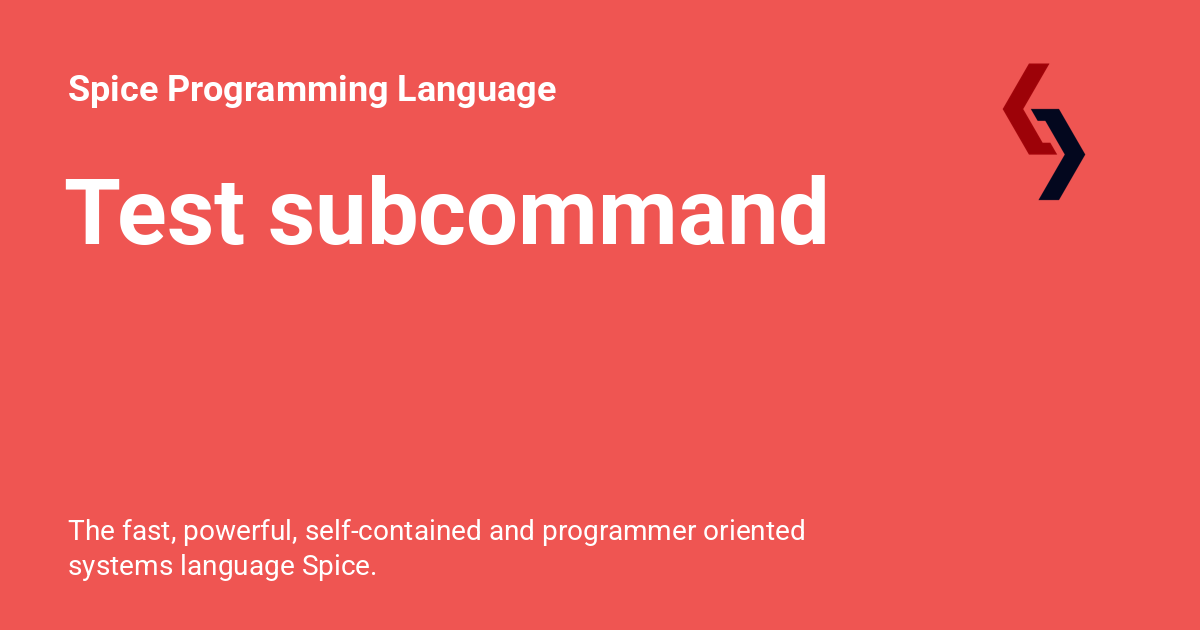 Spice Programming Language
Test subcommand
The fast, powerful, self-contained and programmer oriented
systems language Spice.